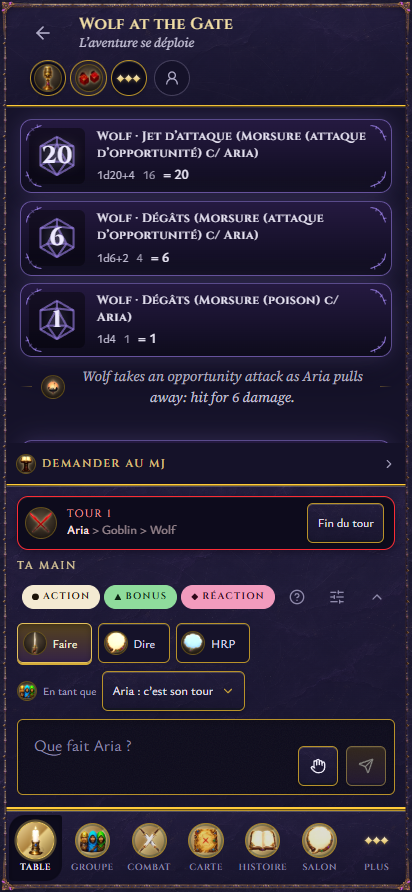 Wolf at the Gate
L'aventure se déploie
20
Wolf · Jet d'attaque (Morsure (attaque
d'opportunité) c/ Aria)
1d20+4 16 = 20
6
Wolf · Dégâts (Morsure (attaque
d'opportunité) c/ Aria)
1d6+2 4 = 6
1
Wolf · Dégâts (Morsure (poison) c/
Aria)
1d4 1 = 1
Wolf takes an opportunity attack as Aria pulls
away: hit for 6 damage.
DEMANDER AU MJ
TOUR 1
Aria > Goblin > Wolf
Fin du tour
TA MAIN
ACTION
BONUS
RÉACTION
Faire
Dire
HRP
En tant que
Aria : c'est son tour
Que fait Aria ?
TABLE
GROUPE
COMBAT
CARTE
HISTOIRE
SALON
PLUS